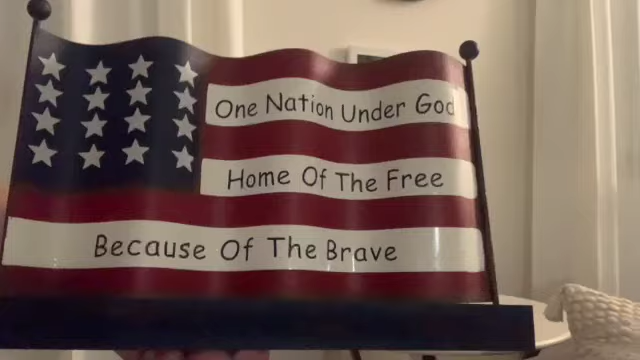 One Nation Under God
Home Of The Free
Because Of The Brave